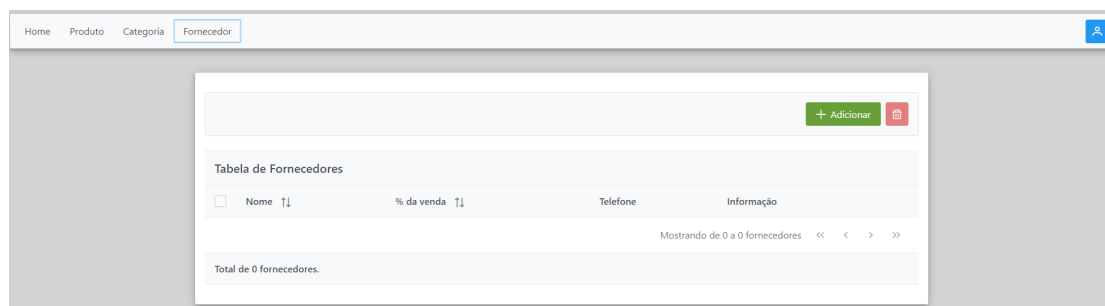 Home Produto Categoria Fornecedor
+ Adicionar
Tabela de Fornecedores
Nome % da venda Telefone Informação
Mostrando de 0 a 0 fornecedores << < > >>
Total de 0 fornecedores.